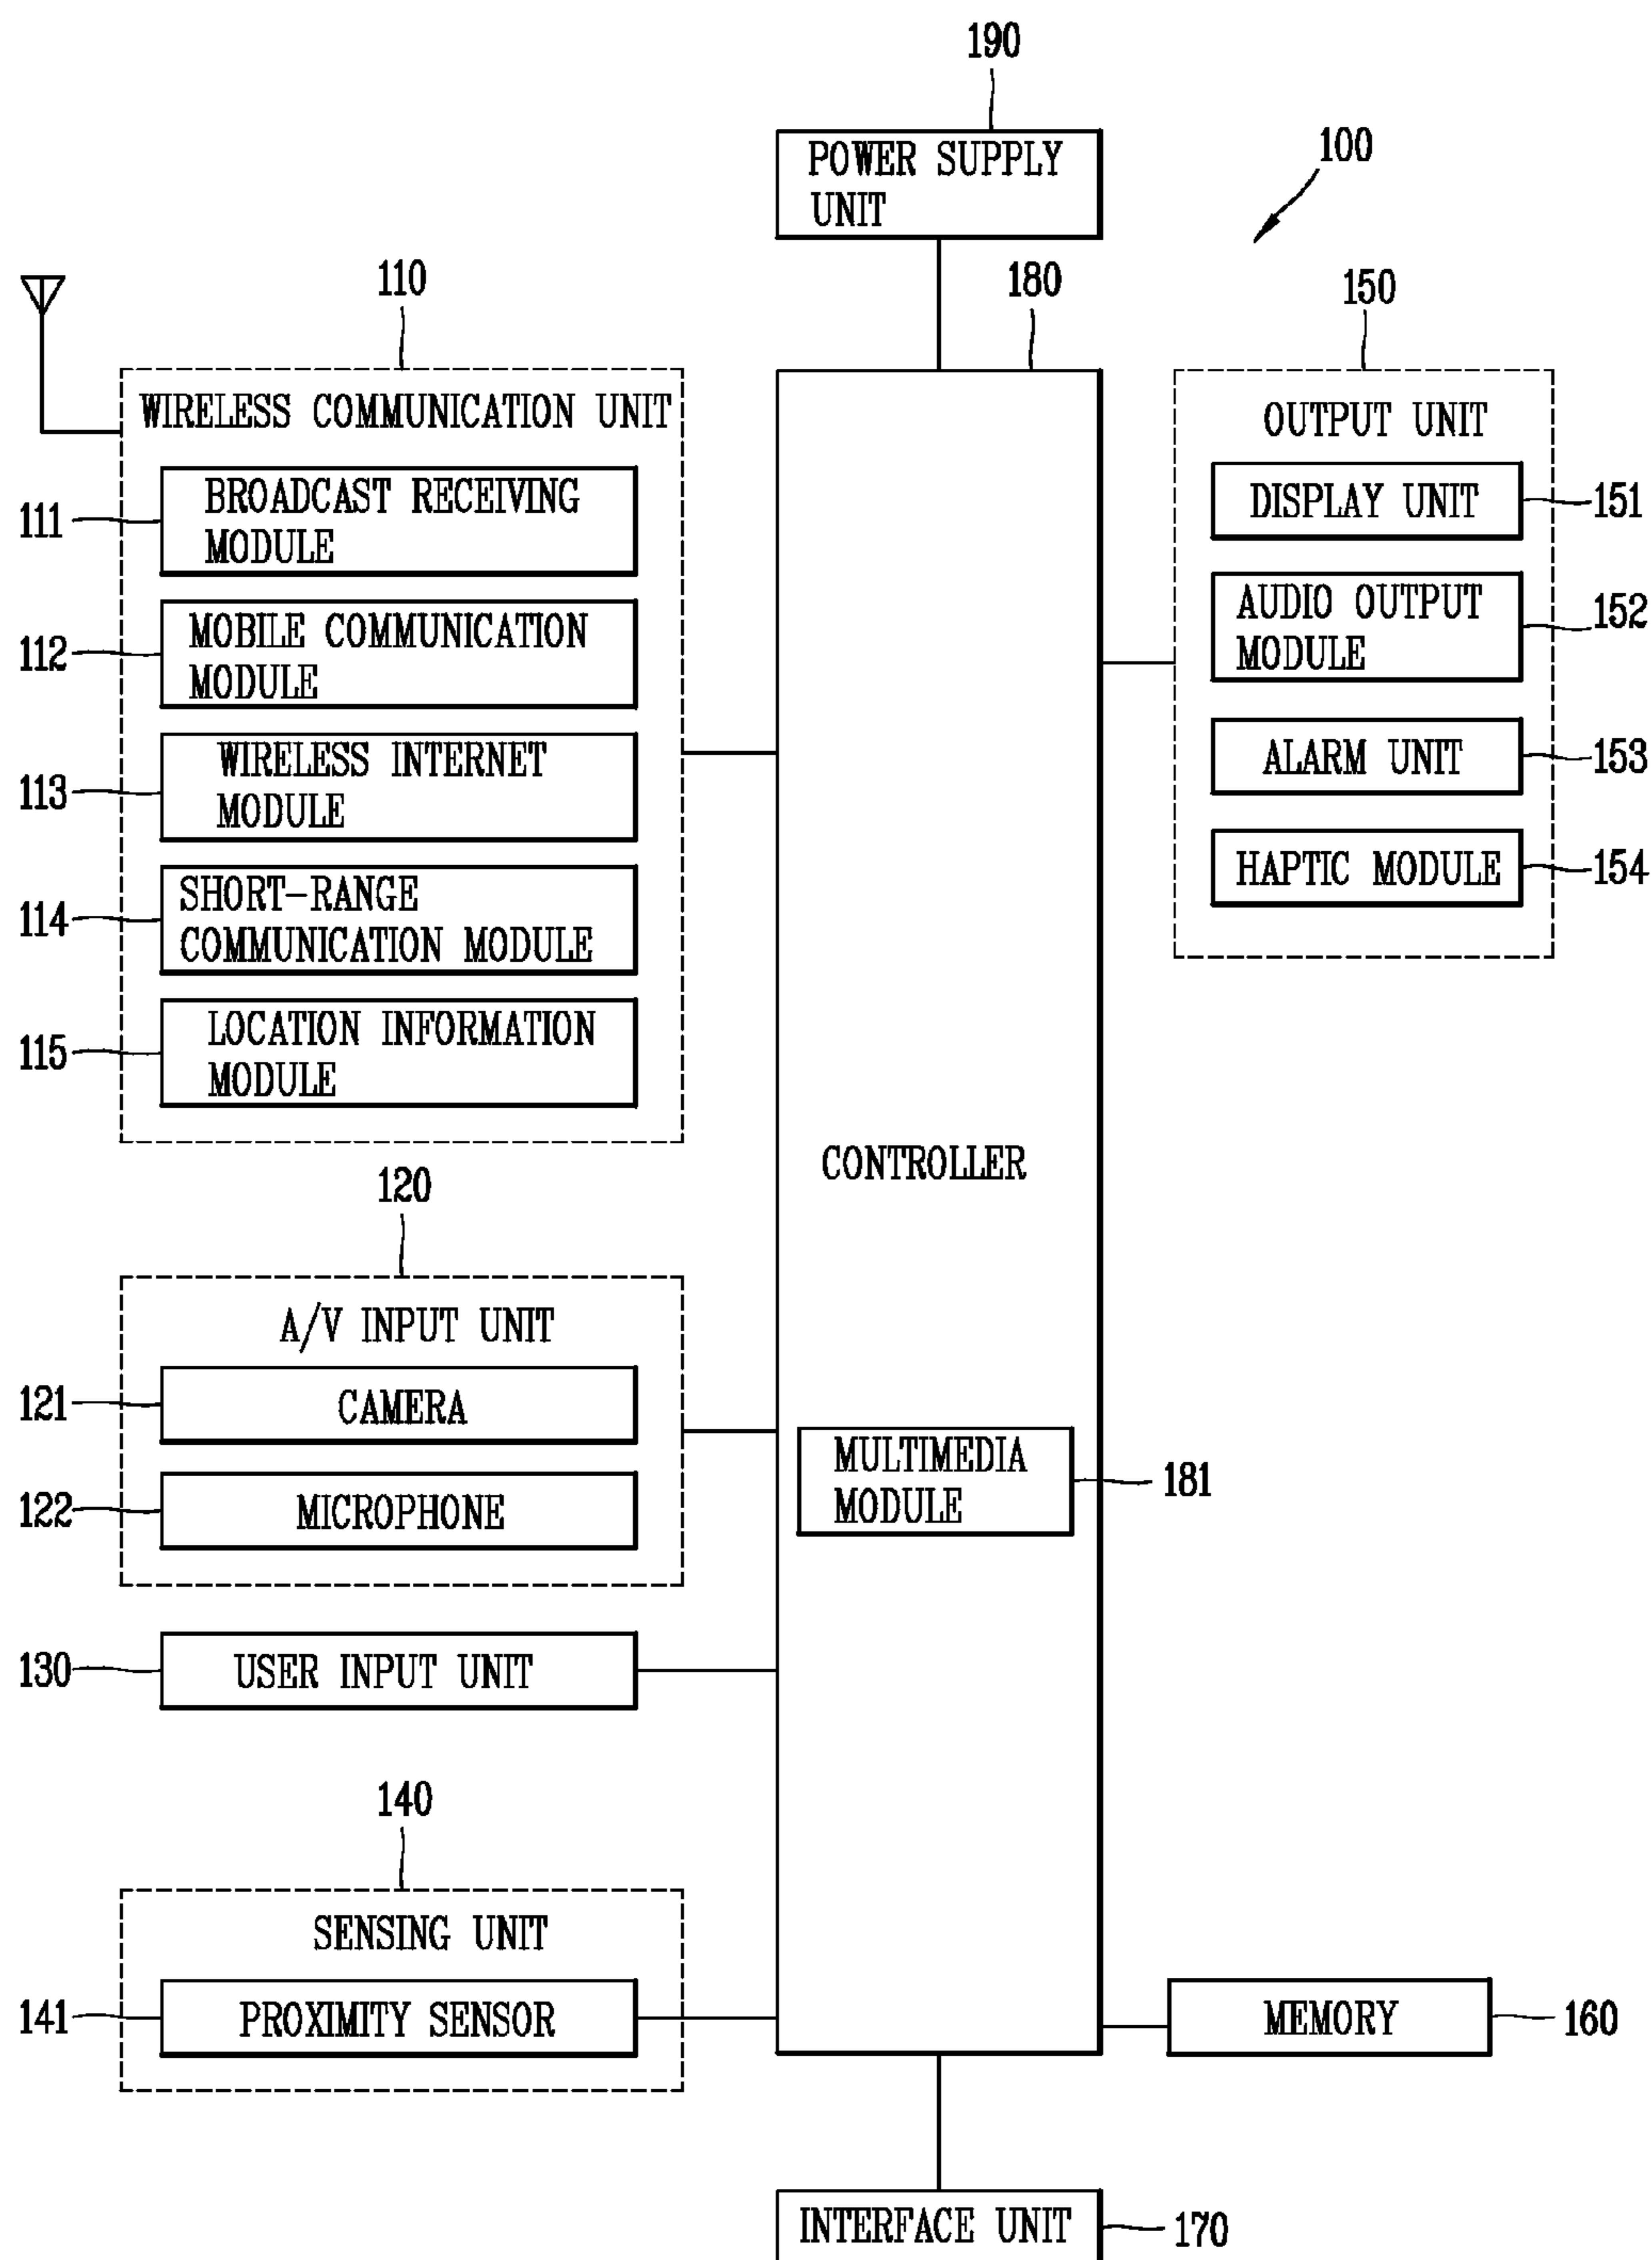 190
POWER SUPPLY
UNIT
100
110
180
150
WIRELESS COMMUNICATION UNIT
111
BROADCAST RECEIVING
MODULE
112
MOBILE COMMUNICATION
MODULE
113
WIRELESS INTERNET
MODULE
114
SHORT-RANGE
COMMUNICATION MODULE
115
LOCATION INFORMATION
MODULE
OUTPUT UNIT
DISPLAY UNIT
151
AUDIO OUTPUT
MODULE
152
ALARM UNIT
153
HAPTIC MODULE
154
CONTROLLER
120
A/V INPUT UNIT
121
CAMERA
122
MICROPHONE
MULTIMEDIA
MODULE
181
130
USER INPUT UNIT
140
SENSING UNIT
141
PROXIMITY SENSOR
MEMORY
160
INTERFACE UNIT
170